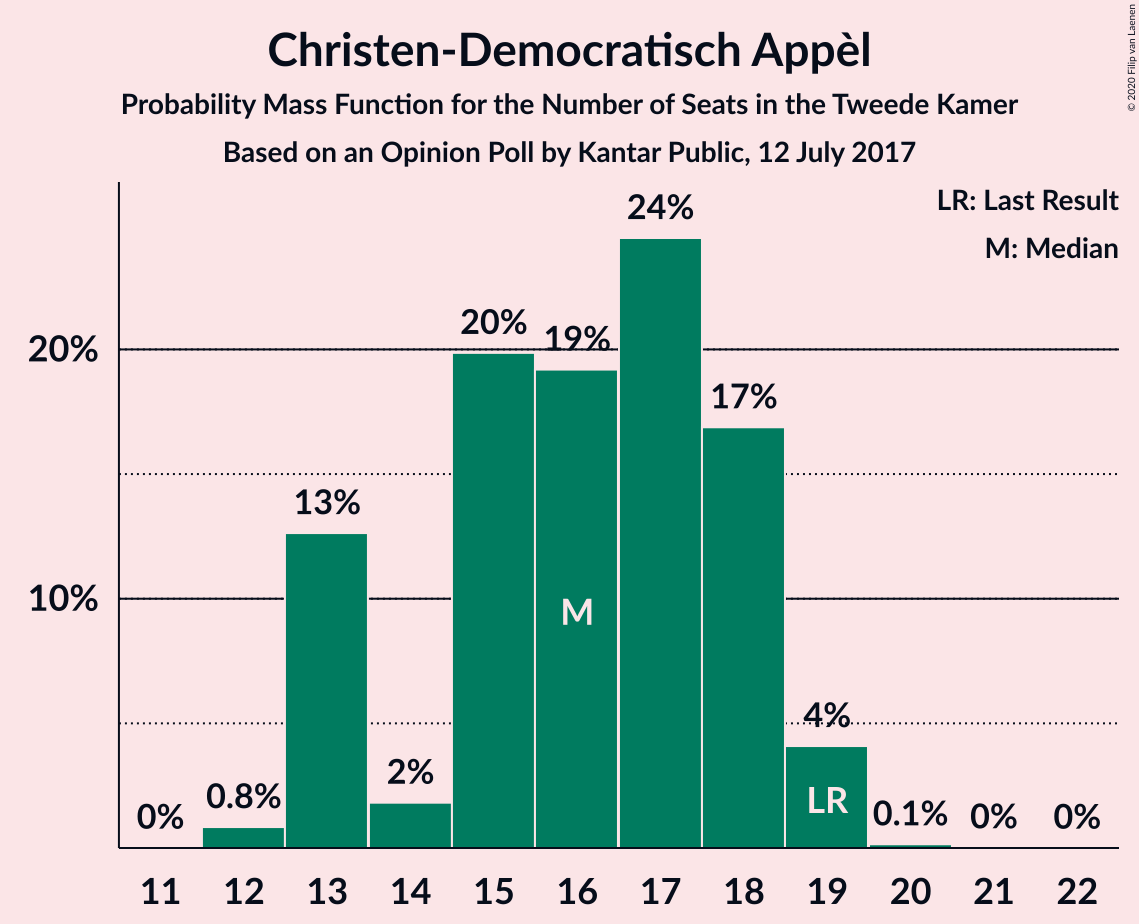 Christen-Democratisch Appèl
Probability Mass Function for the Number of Seats in the Tweede Kamer
Based on an Opinion Poll by Kantar Public, 12 July 2017
© 2020 Filip van Laenen
LR: Last Result
M: Median
24%
20%
19%
20%
17%
13%
10%
M
4%
2%
LR
0.8%
0.1%
0%
0%
0%
11 12 13 14 15 16 17 18 19 20 21 22